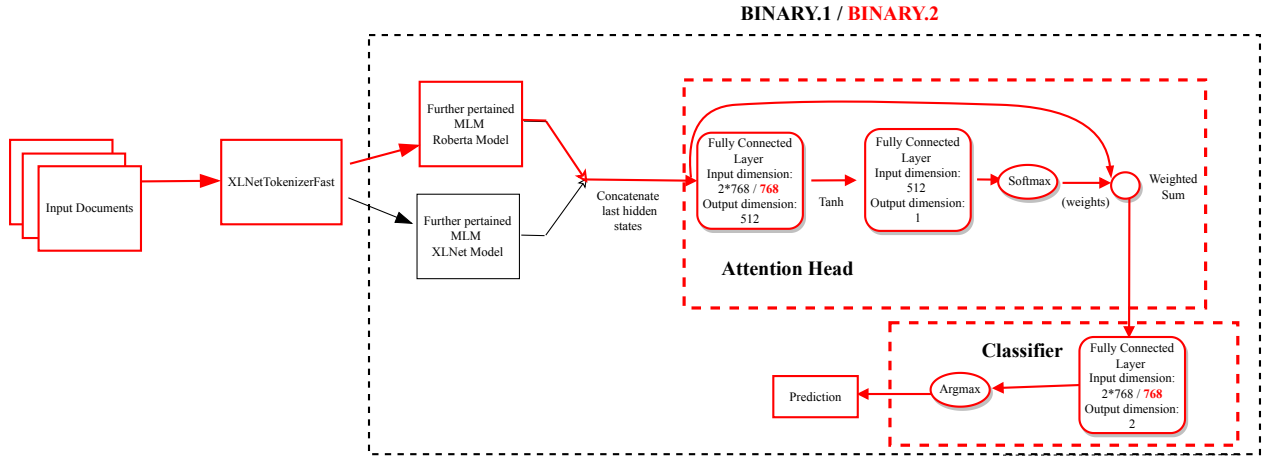 BINARY.1 / BINARY.2
Input Documents
XLNetTokenizerFast
Further pertained
MLM
Roberta Model
Further pertained
MLM
XLNet Model
Concatenate
last hidden
states
Fully Connected
Layer
Input dimension:
2*768 / 768
Output dimension:
512
Tanh
Fully Connected
Layer
Input dimension:
512
Output dimension:
1
Softmax
(weights)
Weighted
Sum
Attention Head
Classifier
Fully Connected
Layer
Input dimension:
2*768 / 768
Output dimension:
2
Argmax
Prediction